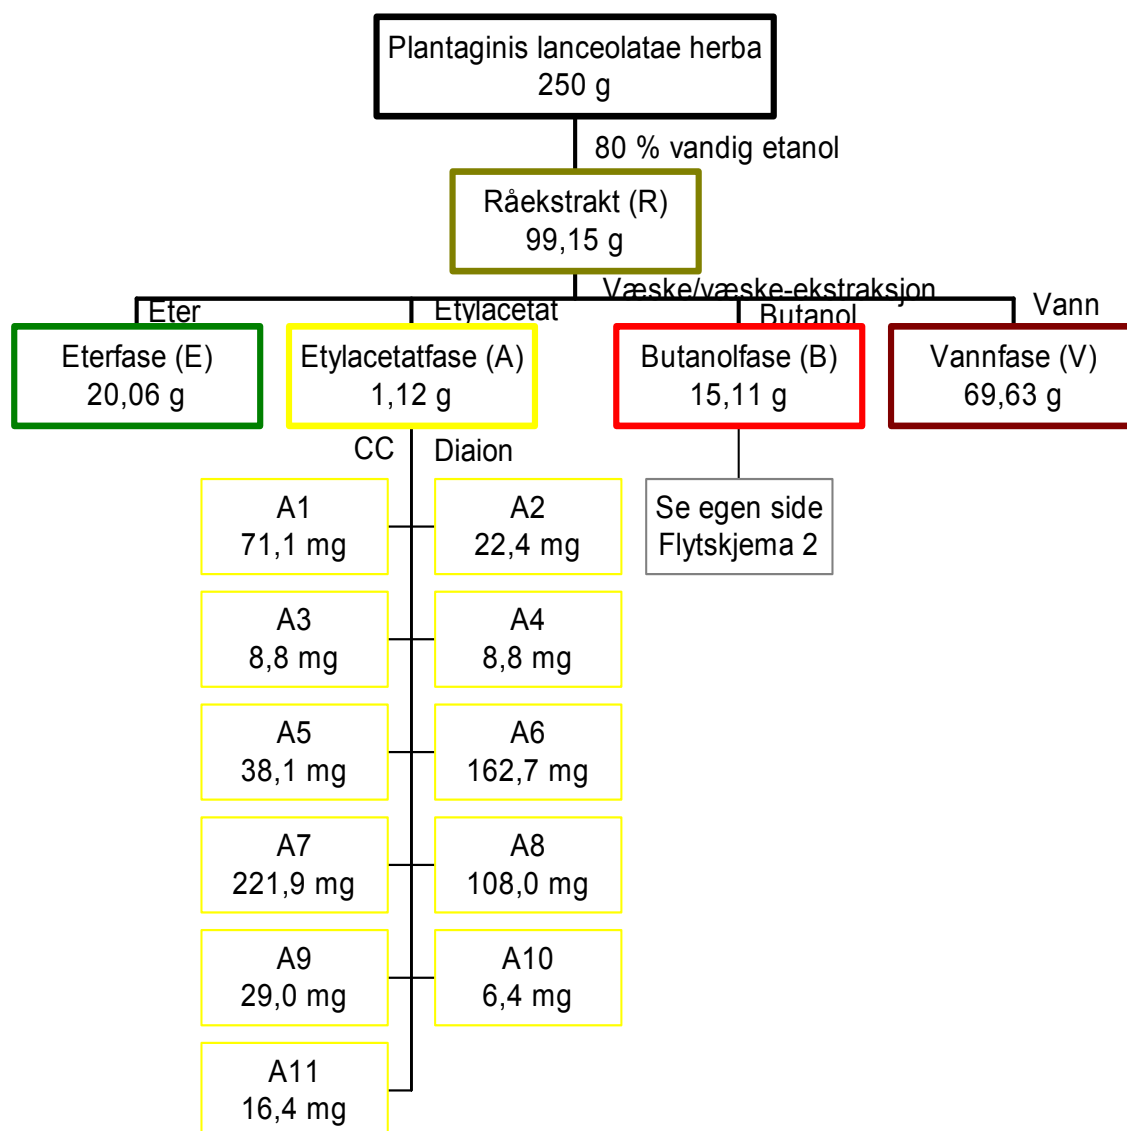 Plantaginis lanceolatae herba
250 g
80 % vandig etanol
Råekstrakt (R)
99,15 g
Væske/væske-ekstraksjon
Eter
Etylacetat
Butanol
Vann
Eterfase (E)
20,06 g
Etylacetatfase (A)
1,12 g
Butanolfase (B)
15,11 g
Vannfase (V)
69,63 g
CC
Diaion
Se egen side
Flytskjema 2
A1
71,1 mg
A2
22,4 mg
A3
8,8 mg
A4
8,8 mg
A5
38,1 mg
A6
162,7 mg
A7
221,9 mg
A8
108,0 mg
A9
29,0 mg
A10
6,4 mg
A11
16,4 mg